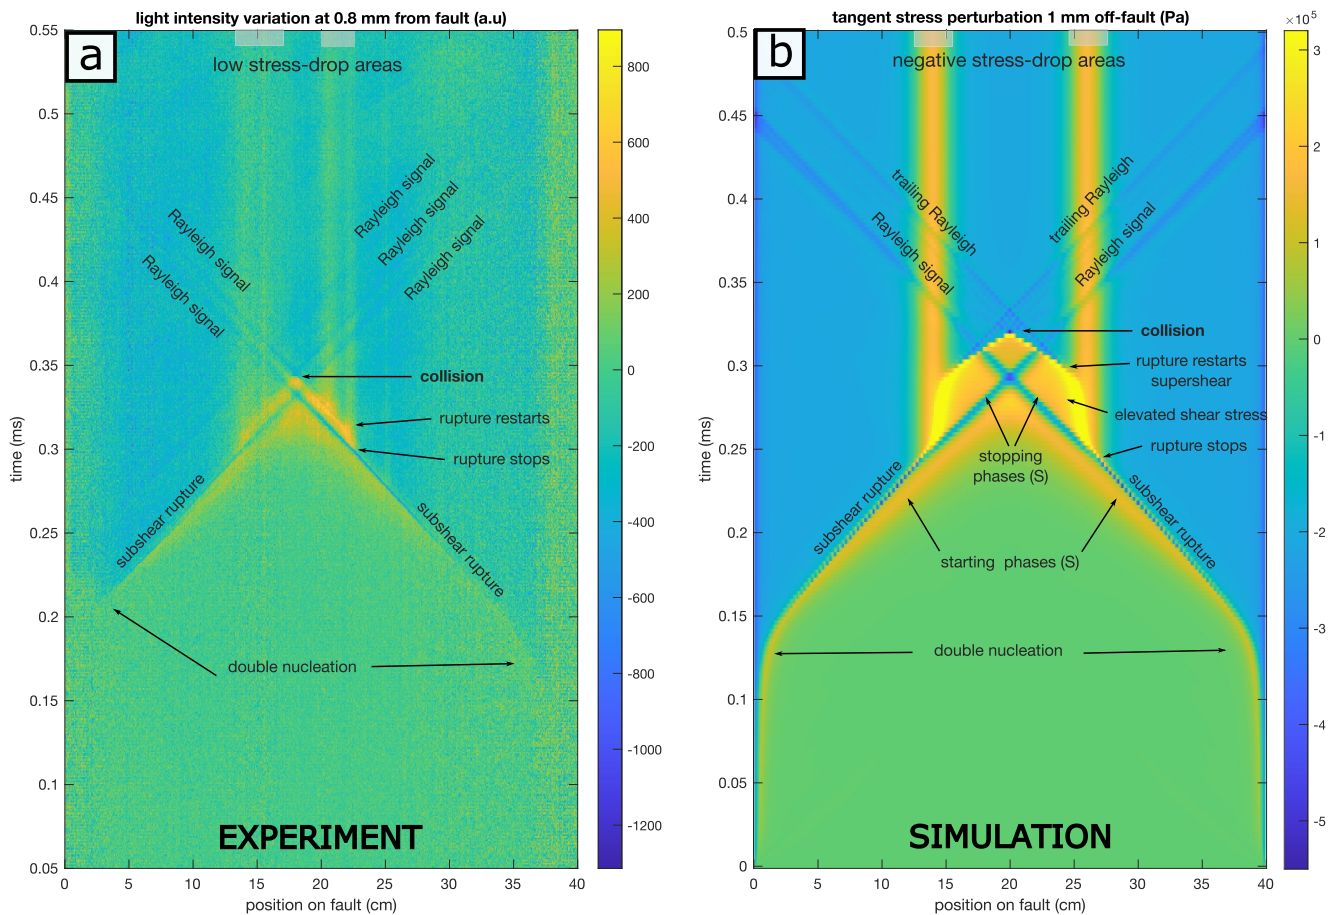 light intensity variation at 0.8 mm from fault (a.u)
a
low stress-drop areas
Rayleigh signal
Rayleigh signal
Rayleigh signal
Rayleigh signal
Rayleigh signal
collision
rupture restarts
rupture stops
subshear rupture
subshear rupture
double nucleation
EXPERIMENT
0.55
0.5
0.45
0.4
0.35
0.3
0.25
0.2
0.15
0.1
0.05
time (ms)
0 5 10 15 20 25 30 35 40
position on fault (cm)
800
600
400
200
0
-200
-400
-600
-800
-1000
-1200
tangent stress perturbation 1 mm off-fault (Pa)
b
negative stress-drop areas
trailing Rayleigh
trailing Rayleigh
Rayleigh signal
Rayleigh signal
collision
rupture restarts
supershear
elevated shear stress
rupture stops
stopping
phases (S)
subshear rupture
subshear rupture
starting phases (S)
double nucleation
SIMULATION
0.5
0.45
0.4
0.35
0.3
0.25
0.2
0.15
0.1
0.05
0
time (ms)
0 5 10 15 20 25 30 35 40
position on fault (cm)
×10⁵
3
2
1
0
-1
-2
-3
-4
-5